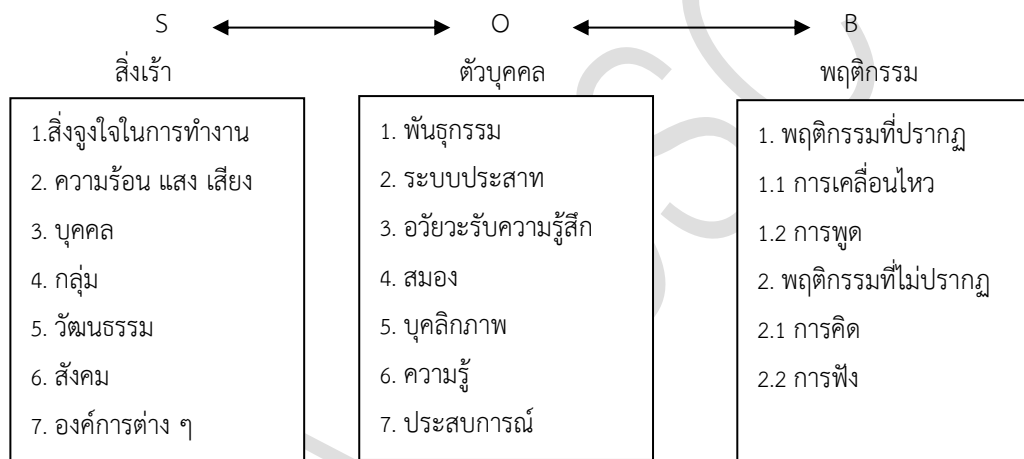 S O B
สิ่งเร้า ตัวบุคคล พฤติกรรม
1.สิ่งจูงใจในการทำงาน
2. ความร้อน แสง เสียง
3. บุคคล
4. กลุ่ม
5. วัฒนธรรม
6. สังคม
7. องค์การต่าง ๆ
1. พันธุกรรม
2. ระบบประสาท
3. อวัยวะรับความรู้สึก
4. สมอง
5. บุคลิกภาพ
6. ความรู้
7. ประสบการณ์
1. พฤติกรรมที่ปรากฏ
1.1 การเคลื่อนไหว
1.2 การพูด
2. พฤติกรรมที่ไม่ปรากฏ
2.1 การคิด
2.2 การฟัง